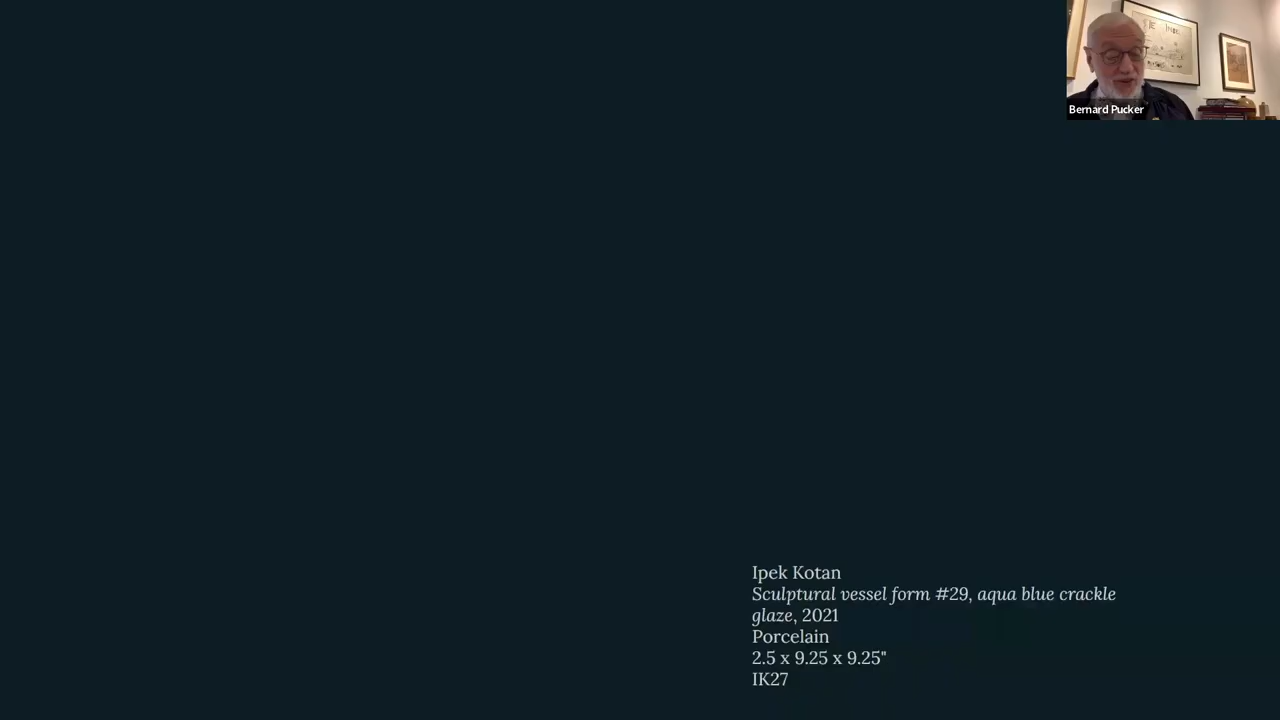 Bernard Pucker
Ipek Kotan
Sculptural vessel form #29, aqua blue crackle
glaze, 2021
Porcelain
2.5 x 9.25 x 9.25"
IK27